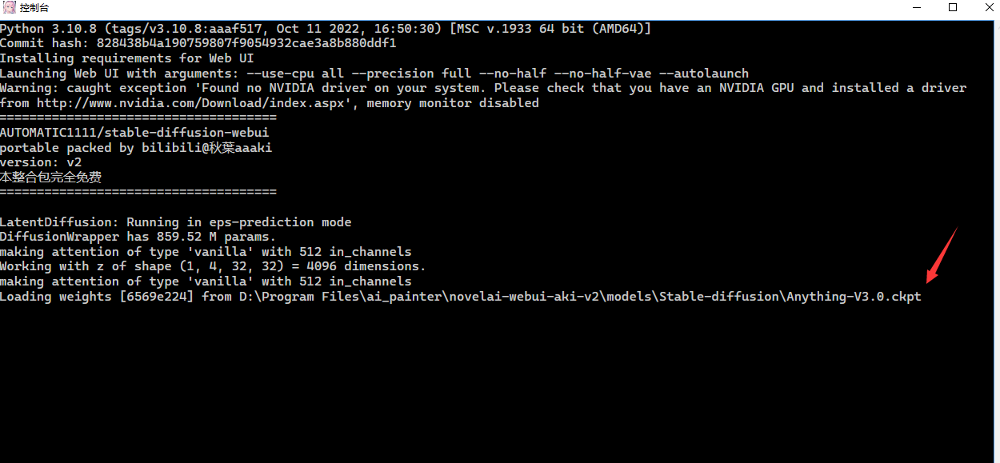 控制台
Python 3.10.8 (tags/v3.10.8:aaaf517, Oct 11 2022, 16:50:30) [MSC v.1933 64 bit (AMD64)]
Commit hash: 828438b4a190759807f9054932cae3a8b880ddf1
Installing requirements for Web UI
Launching Web UI with arguments: --use-cpu all --precision full --no-half --no-half-vae --autolaunch
Warning: caught exception 'Found no NVIDIA driver on your system. Please check that you have an NVIDIA GPU and installed a driver
from http://www.nvidia.com/Download/index.aspx', memory monitor disabled
=====================================
AUTOMATIC1111/stable-diffusion-webui
portable packed by bilibili@秋葉aaaki
version: v2
本整合包完全免费
=====================================
LatentDiffusion: Running in eps-prediction mode
DiffusionWrapper has 859.52 M params.
making attention of type 'vanilla' with 512 in_channels
Working with z of shape (1, 4, 32, 32) = 4096 dimensions.
making attention of type 'vanilla' with 512 in_channels
Loading weights [6569e224] from D:\Program Files\ai_painter\novelai-webui-aki-v2\models\Stable-diffusion\Anything-V3.0.ckpt